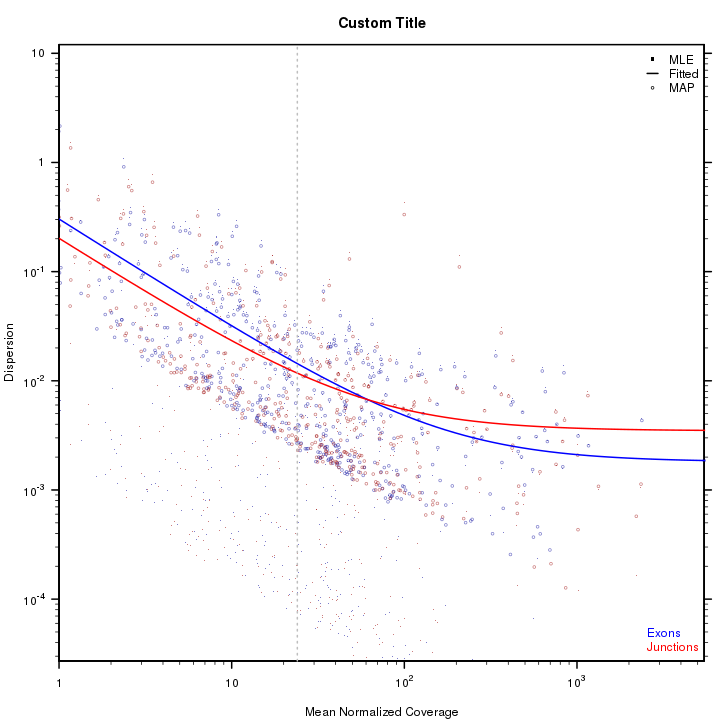 Custom Title
10
1
10⁻¹
10⁻²
10⁻³
10⁻⁴
Dispersion
MLE
Fitted
MAP
Exons
Junctions
1
10
10²
10³
Mean Normalized Coverage